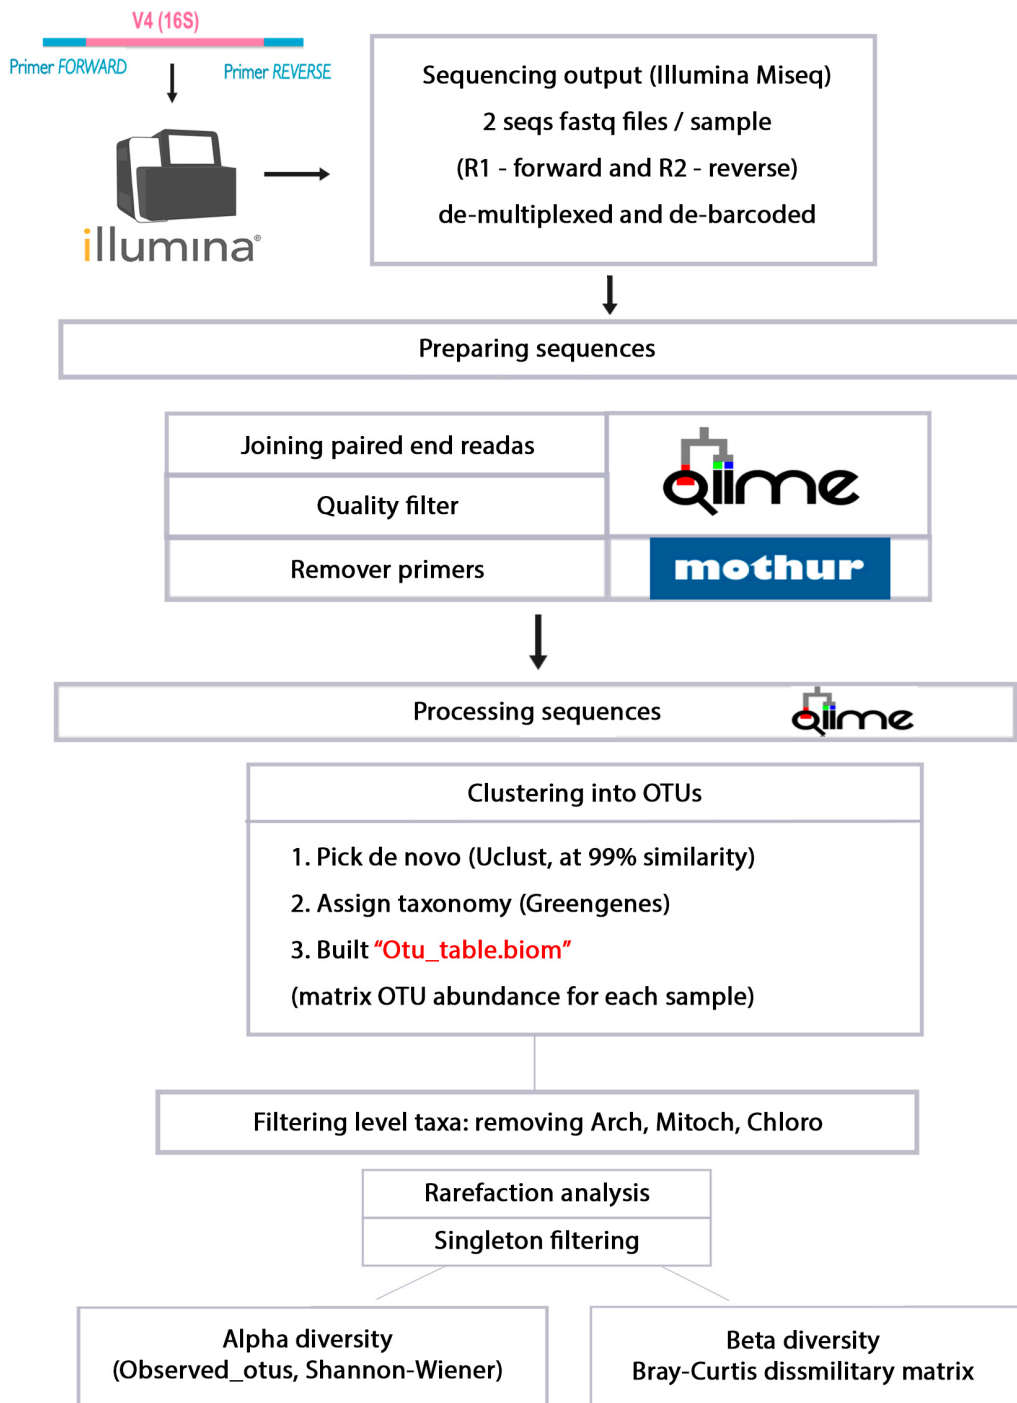 V4 (16S)
Primer FORWARD
Primer REVERSE
illumina®
Sequencing output (Illumina Miseq)
2 seqs fastq files / sample
(R1 - forward and R2 - reverse)
de-multiplexed and de-barcoded
Preparing sequences
Joining paired end readas
Quality filter
Qiime
Remover primers
mothur
Processing sequences
Qiime
Clustering into OTUs
1. Pick de novo (Uclust, at 99% similarity)
2. Assign taxonomy (Greengenes)
3. Built “Otu_table.biom”
(matrix OTU abundance for each sample)
Filtering level taxa: removing Arch, Mitoch, Chloro
Rarefaction analysis
Singleton filtering
Alpha diversity
(Observed_otus, Shannon-Wiener)
Beta diversity
Bray-Curtis dissmilitary matrix